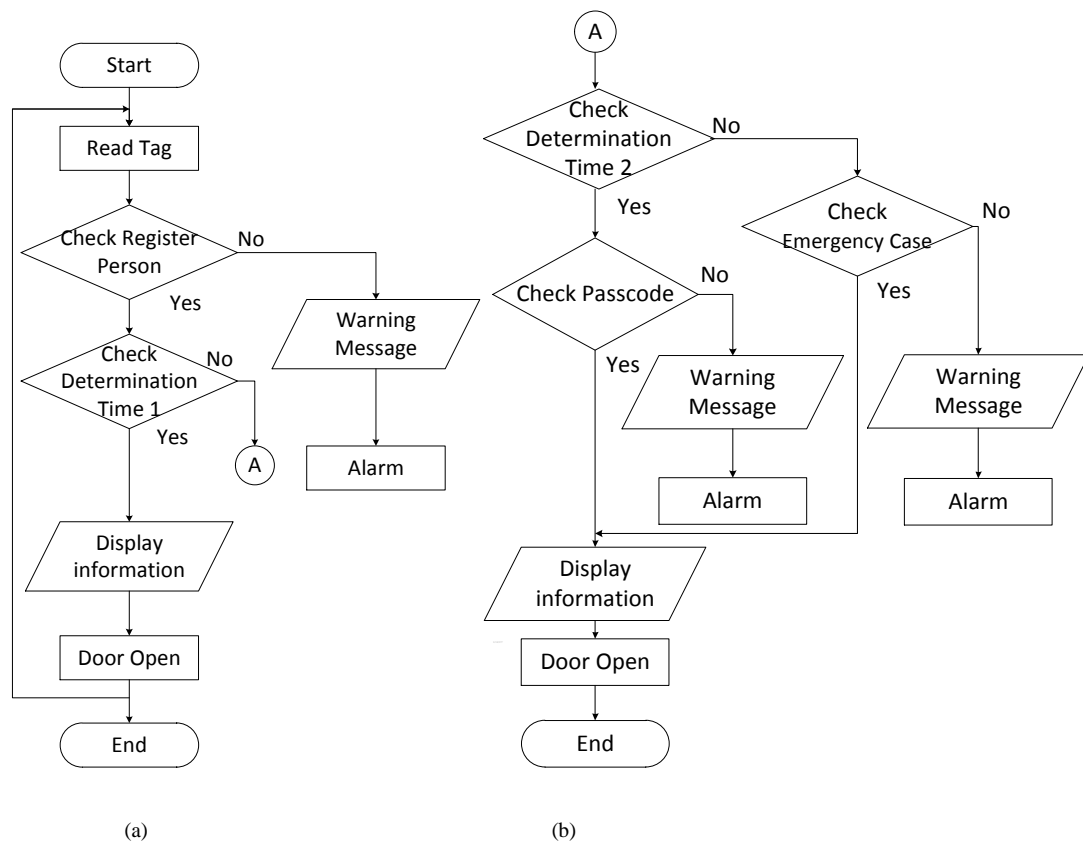 Start
Read Tag
Check Register
Person
No
Yes
Warning
Message
Alarm
Check
Determination
Time 1
No
A
Yes
Display
information
Door Open
End
(a)
A
Check
Determination
Time 2
No
Yes
Check
Emergency Case
No
Yes
Check Passcode
No
Yes
Warning
Message
Alarm
Warning
Message
Alarm
Display
information
Door Open
End
(b)